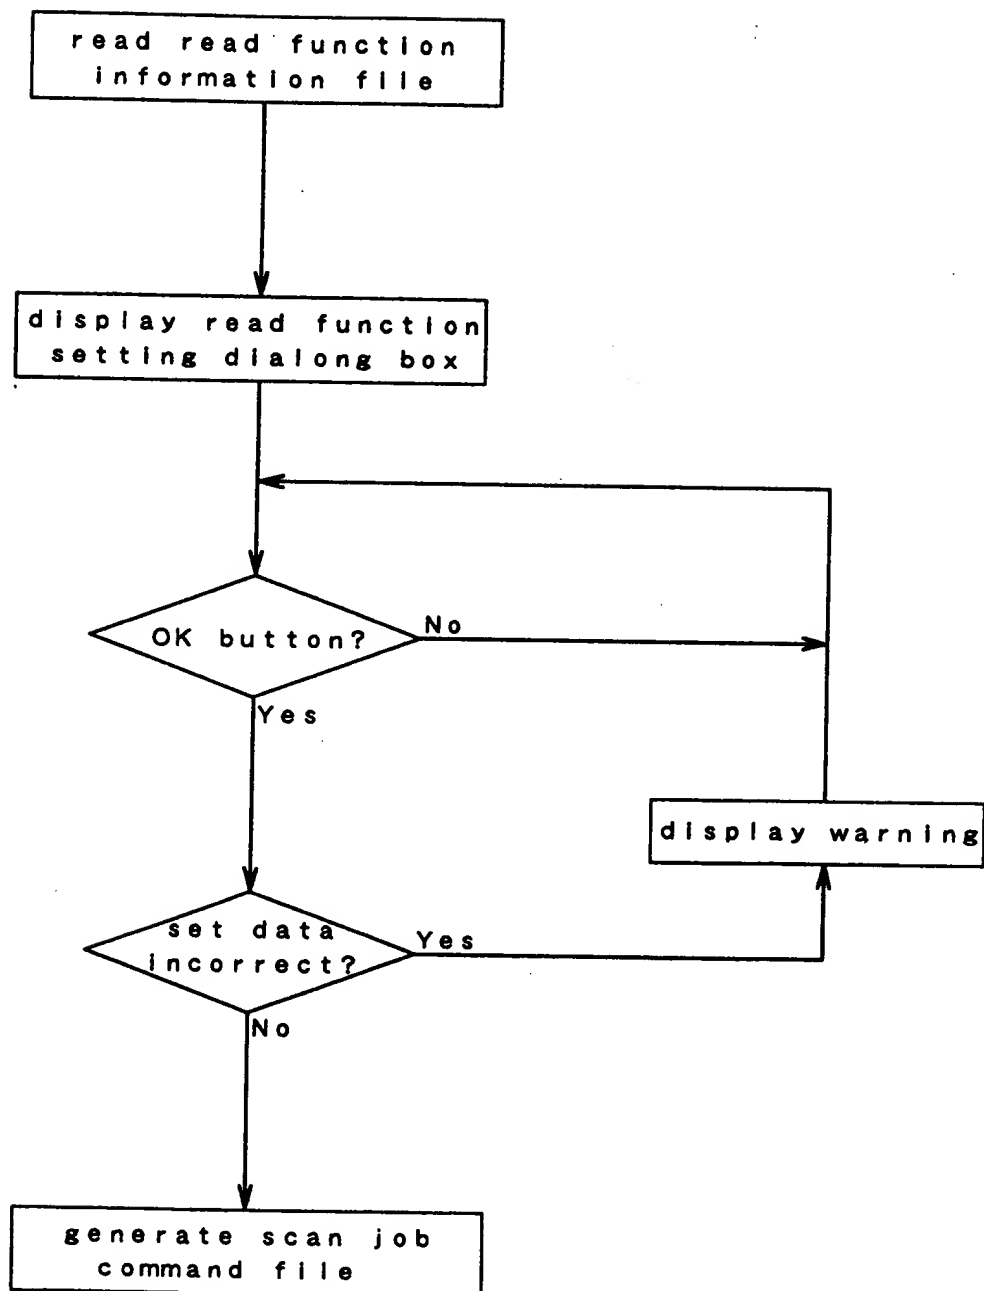 read read function
information file
display read function
setting dialong box
OK button?
No
Yes
display warning
set data
incorrect?
Yes
No
generate scan job
command file